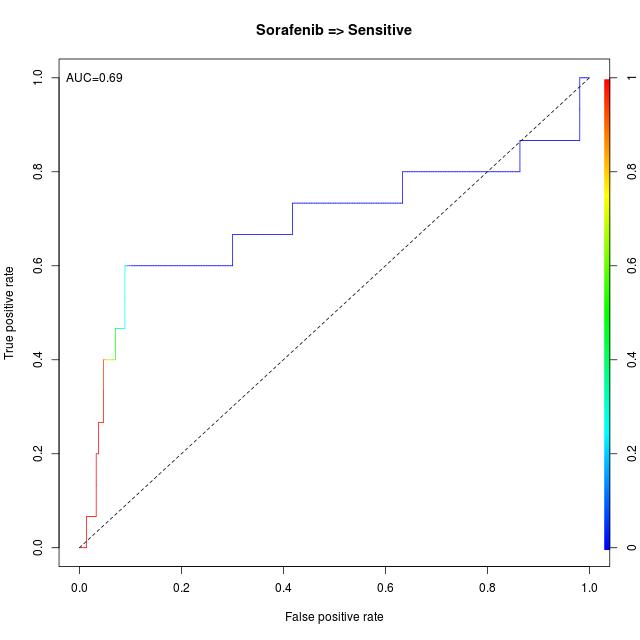 Sorafenib => Sensitive
AUC=0.69
True positive rate
1.0
0.8
0.6
0.4
0.2
0.0
0.0 0.2 0.4 0.6 0.8 1.0
False positive rate
1
0.8
0.6
0.4
0.2
0